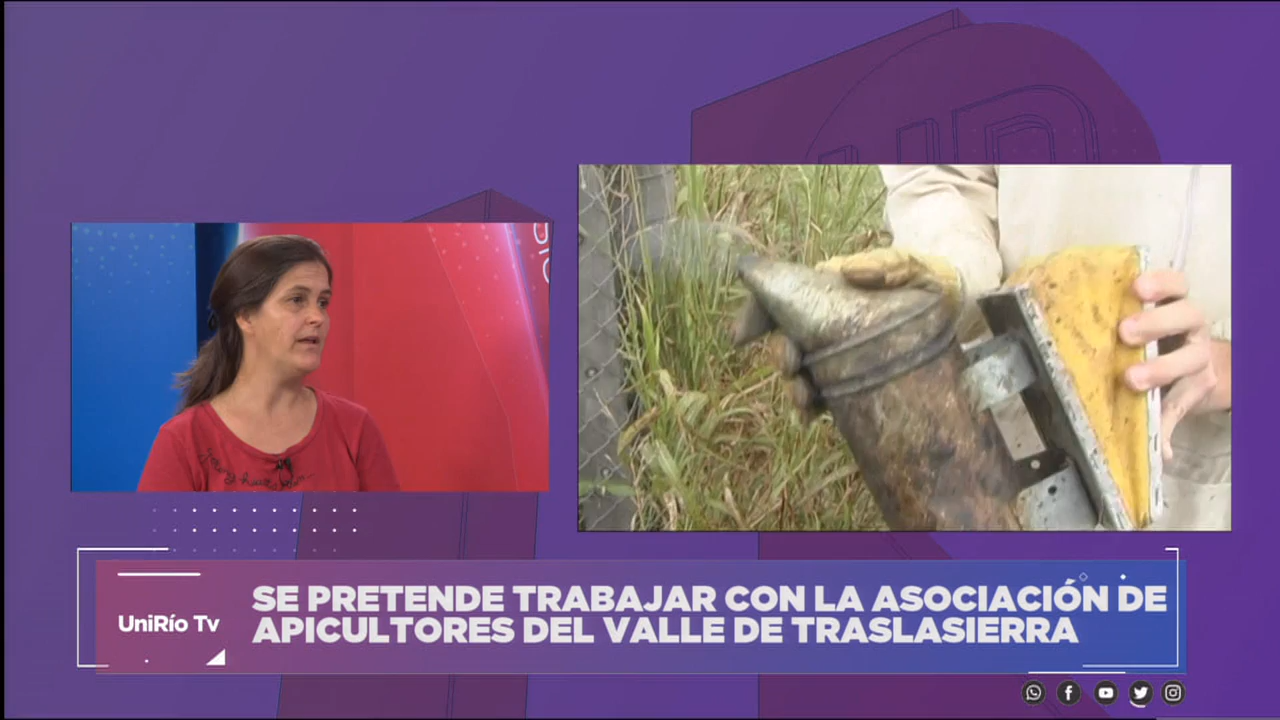 UniRío Tv
SE PRETENDE TRABAJAR CON LA ASOCIACIÓN DE
APICULTORES DEL VALLE DE TRASLASIERRA